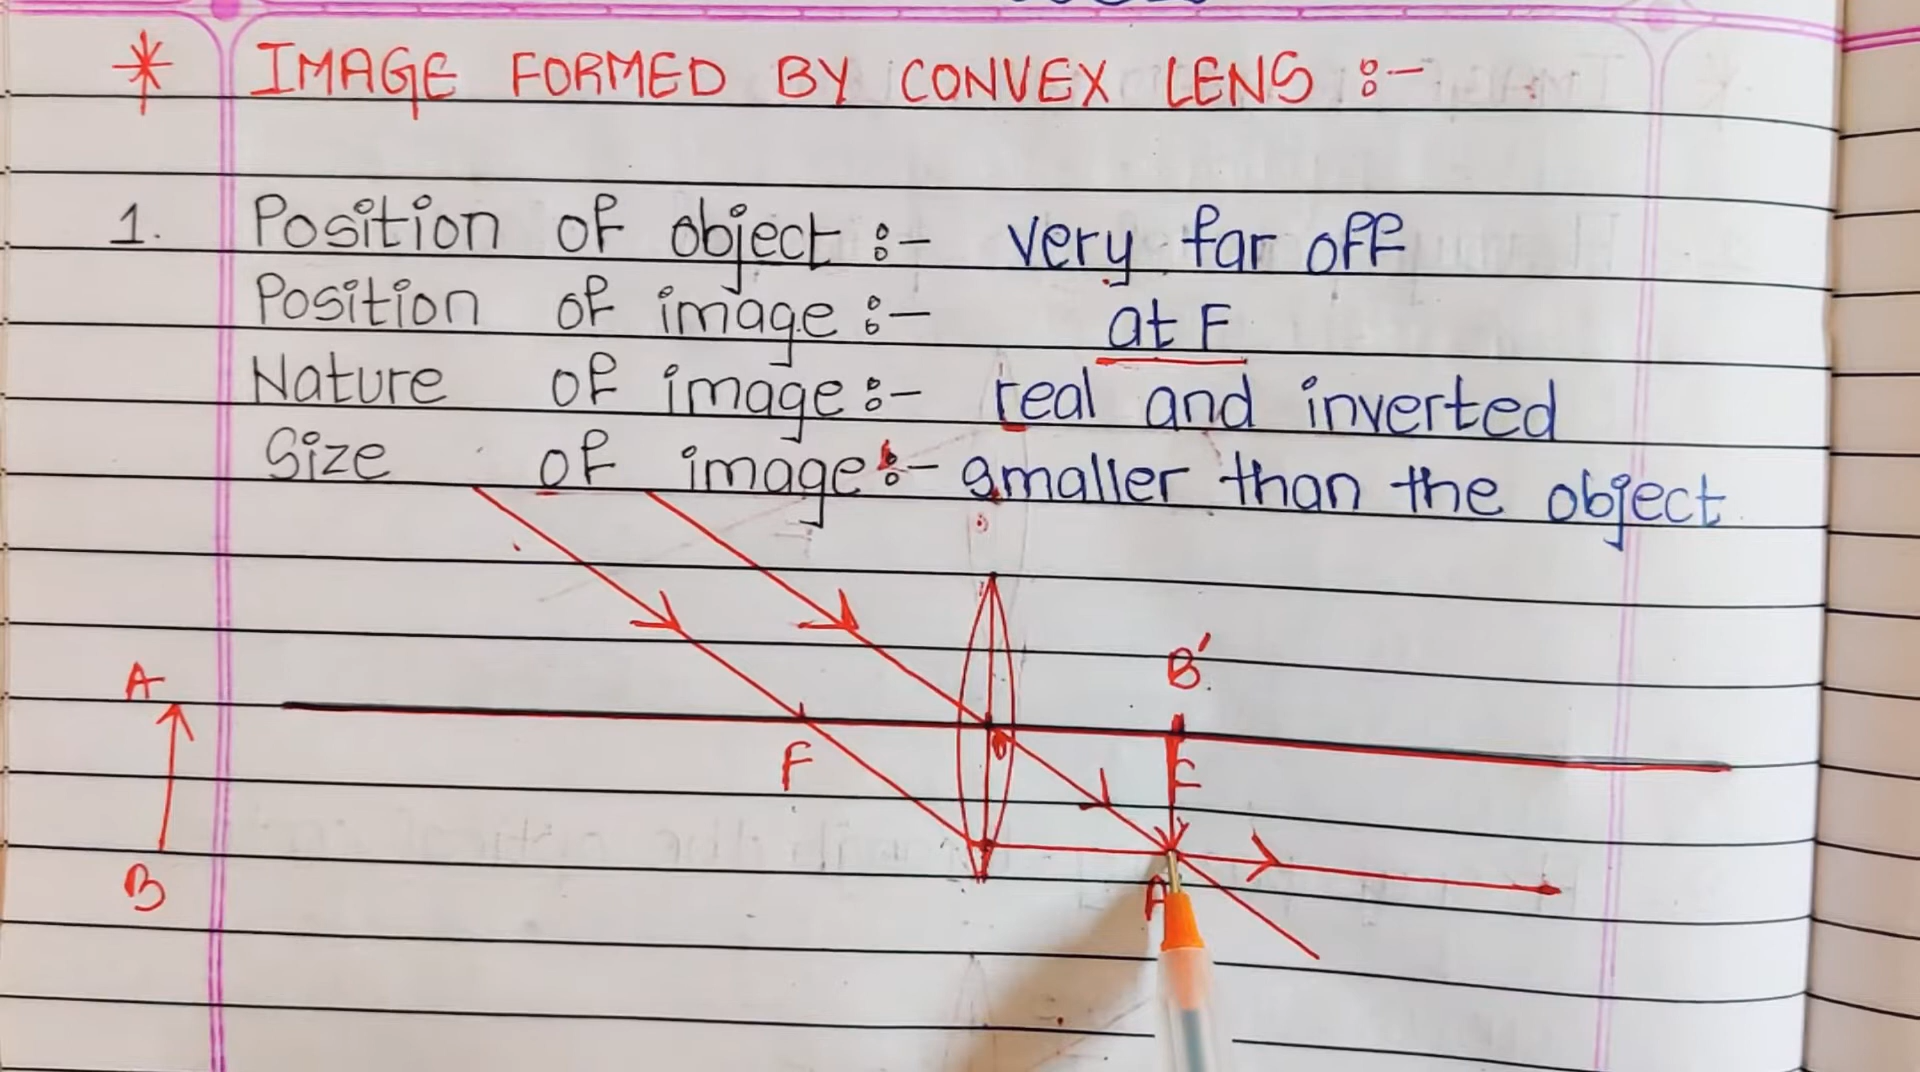 * IMAGE FORMED BY CONVEX LENS :-
1. Position of object :- very far off
Position of image :- at F
Nature of image :- real and inverted
Size of image :- smaller than the object
A
B'
F
O
F
B
A